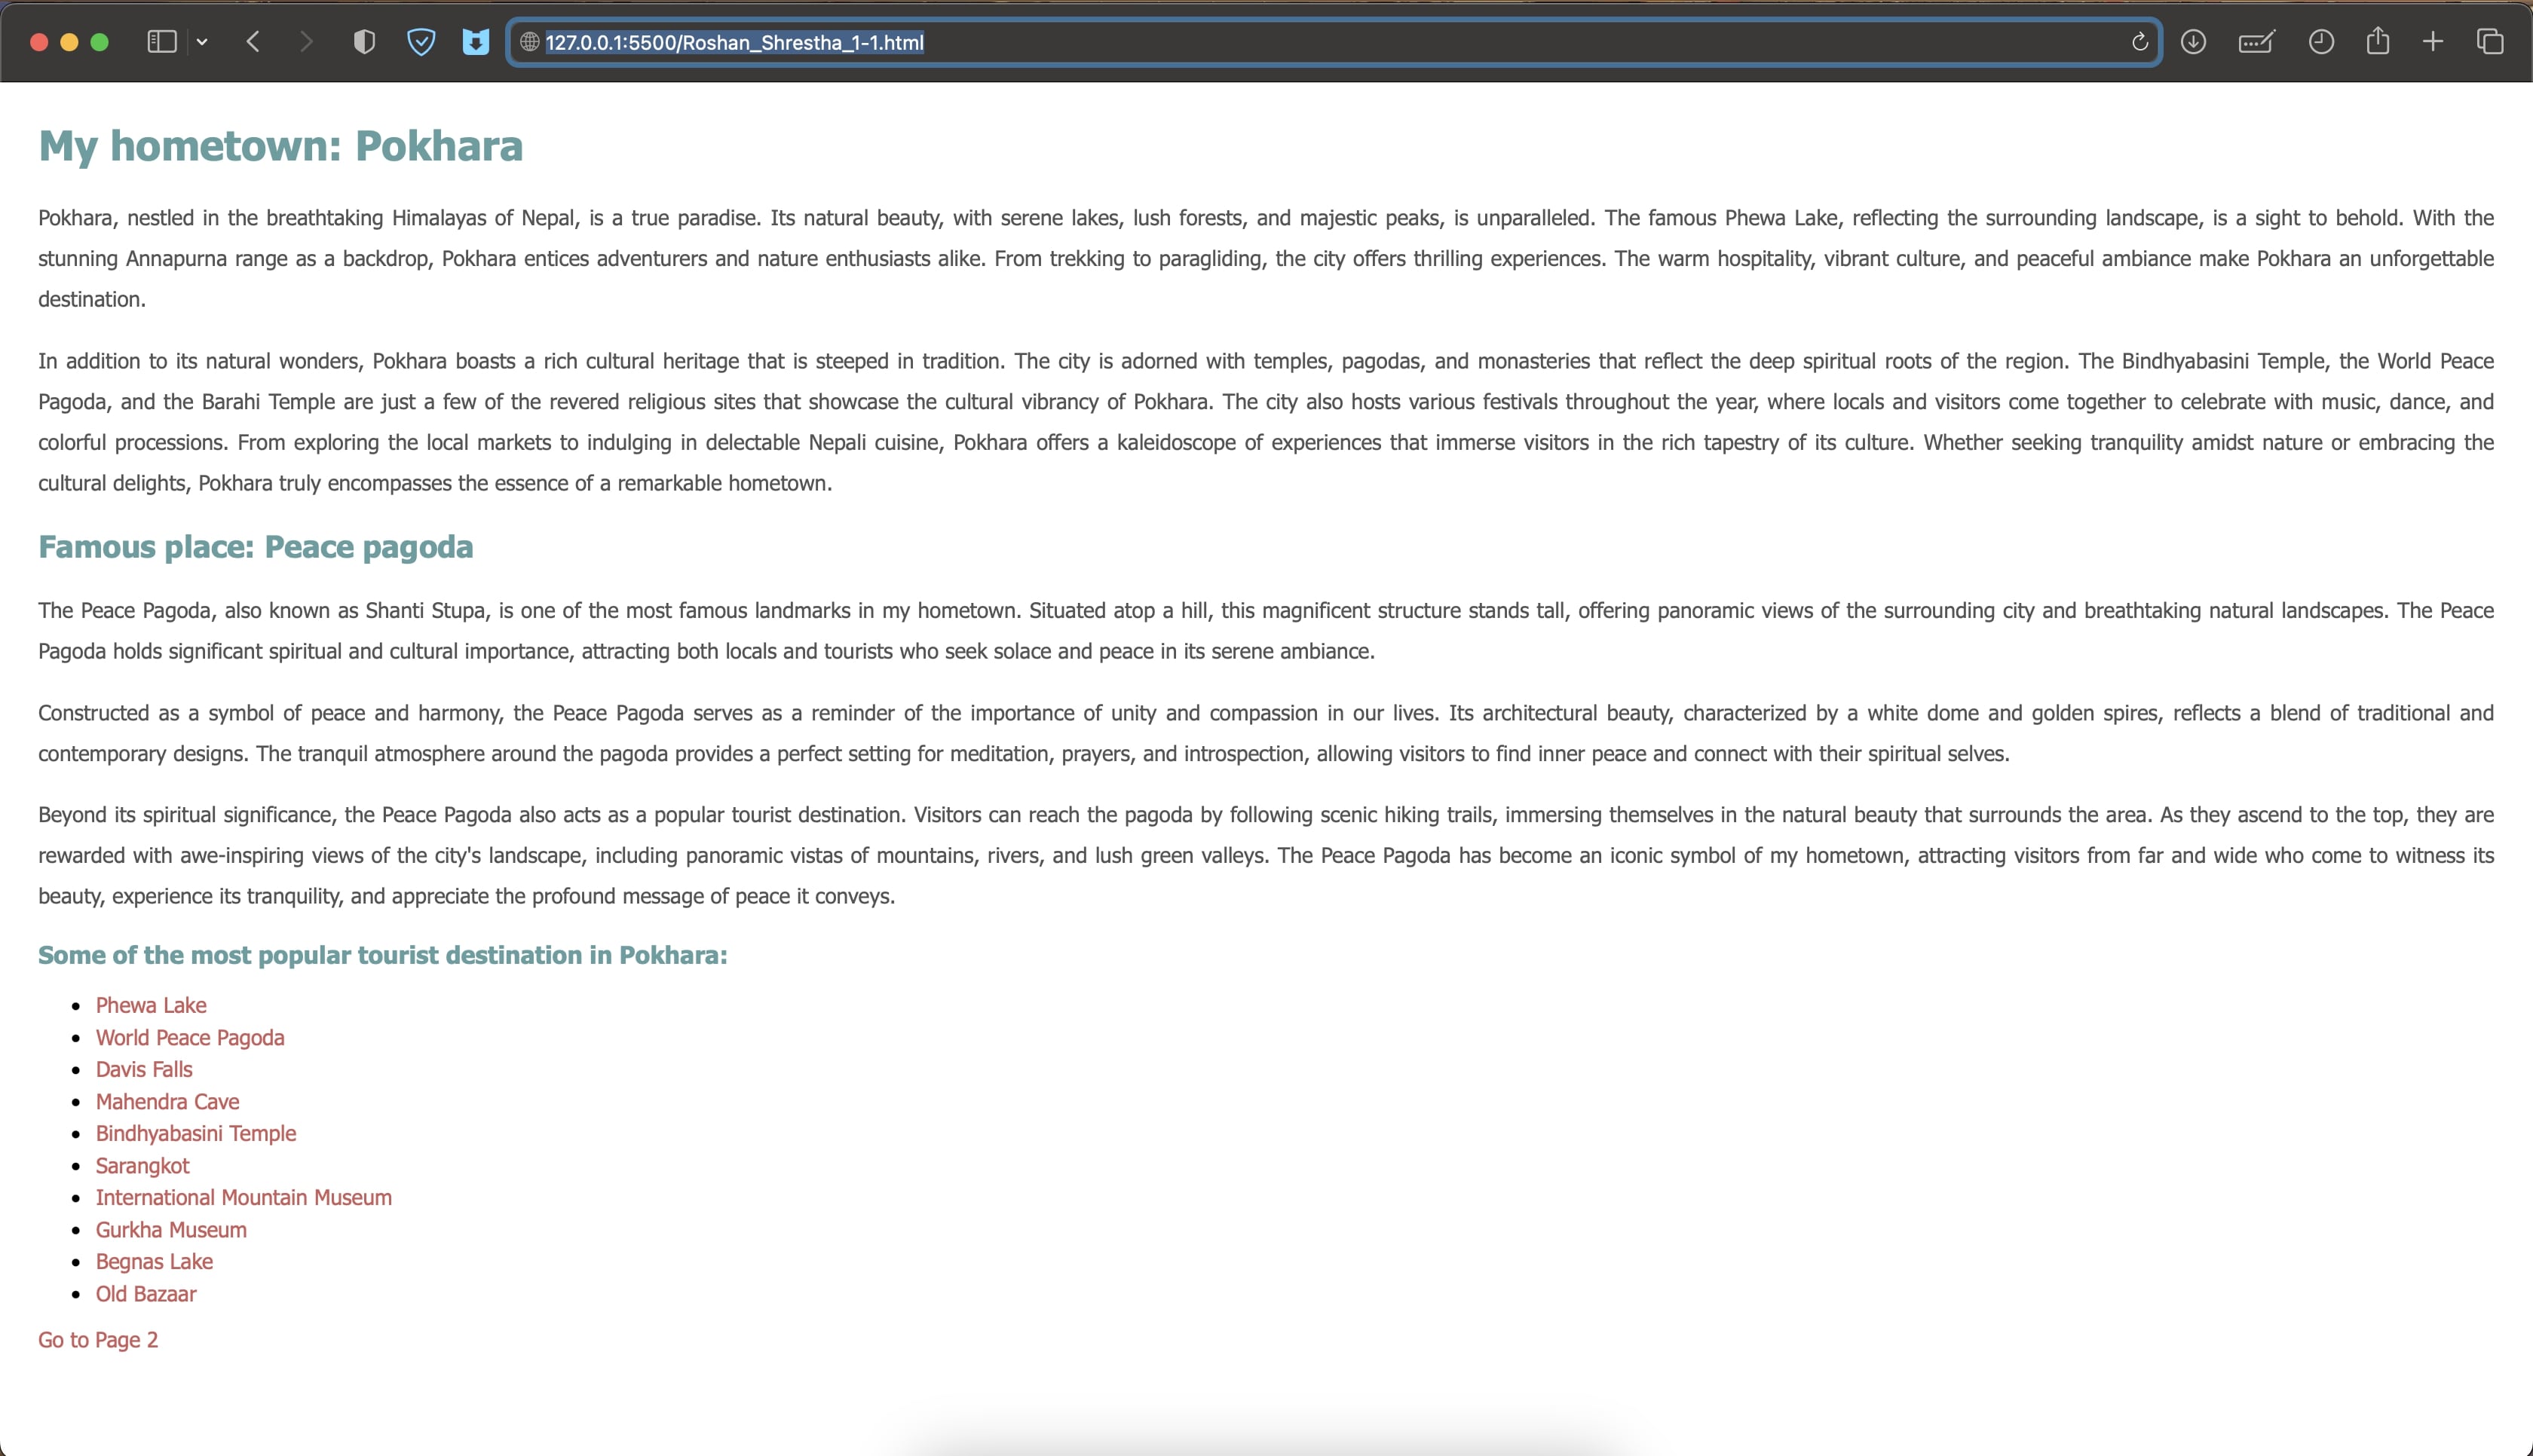 127.0.0.1:5500/Roshan_Shrestha_1-1.html
My hometown: Pokhara
Pokhara, nestled in the breathtaking Himalayas of Nepal, is a true paradise. Its natural beauty, with serene lakes, lush forests, and majestic peaks, is unparalleled. The famous Phewa Lake, reflecting the surrounding landscape, is a sight to behold. With the
stunning Annapurna range as a backdrop, Pokhara entices adventurers and nature enthusiasts alike. From trekking to paragliding, the city offers thrilling experiences. The warm hospitality, vibrant culture, and peaceful ambiance make Pokhara an unforgettable
destination.
In addition to its natural wonders, Pokhara boasts a rich cultural heritage that is steeped in tradition. The city is adorned with temples, pagodas, and monasteries that reflect the deep spiritual roots of the region. The Bindhyabasini Temple, the World Peace
Pagoda, and the Barahi Temple are just a few of the revered religious sites that showcase the cultural vibrancy of Pokhara. The city also hosts various festivals throughout the year, where locals and visitors come together to celebrate with music, dance, and
colorful processions. From exploring the local markets to indulging in delectable Nepali cuisine, Pokhara offers a kaleidoscope of experiences that immerse visitors in the rich tapestry of its culture. Whether seeking tranquility amidst nature or embracing the
cultural delights, Pokhara truly encompasses the essence of a remarkable hometown.
Famous place: Peace pagoda
The Peace Pagoda, also known as Shanti Stupa, is one of the most famous landmarks in my hometown. Situated atop a hill, this magnificent structure stands tall, offering panoramic views of the surrounding city and breathtaking natural landscapes. The Peace
Pagoda holds significant spiritual and cultural importance, attracting both locals and tourists who seek solace and peace in its serene ambiance.
Constructed as a symbol of peace and harmony, the Peace Pagoda serves as a reminder of the importance of unity and compassion in our lives. Its architectural beauty, characterized by a white dome and golden spires, reflects a blend of traditional and
contemporary designs. The tranquil atmosphere around the pagoda provides a perfect setting for meditation, prayers, and introspection, allowing visitors to find inner peace and connect with their spiritual selves.
Beyond its spiritual significance, the Peace Pagoda also acts as a popular tourist destination. Visitors can reach the pagoda by following scenic hiking trails, immersing themselves in the natural beauty that surrounds the area. As they ascend to the top, they are
rewarded with awe-inspiring views of the city's landscape, including panoramic vistas of mountains, rivers, and lush green valleys. The Peace Pagoda has become an iconic symbol of my hometown, attracting visitors from far and wide who come to witness its
beauty, experience its tranquility, and appreciate the profound message of peace it conveys.
Some of the most popular tourist destination in Pokhara:
Phewa Lake
World Peace Pagoda
Davis Falls
Mahendra Cave
Bindhyabasini Temple
Sarangkot
International Mountain Museum
Gurkha Museum
Begnas Lake
Old Bazaar
Go to Page 2